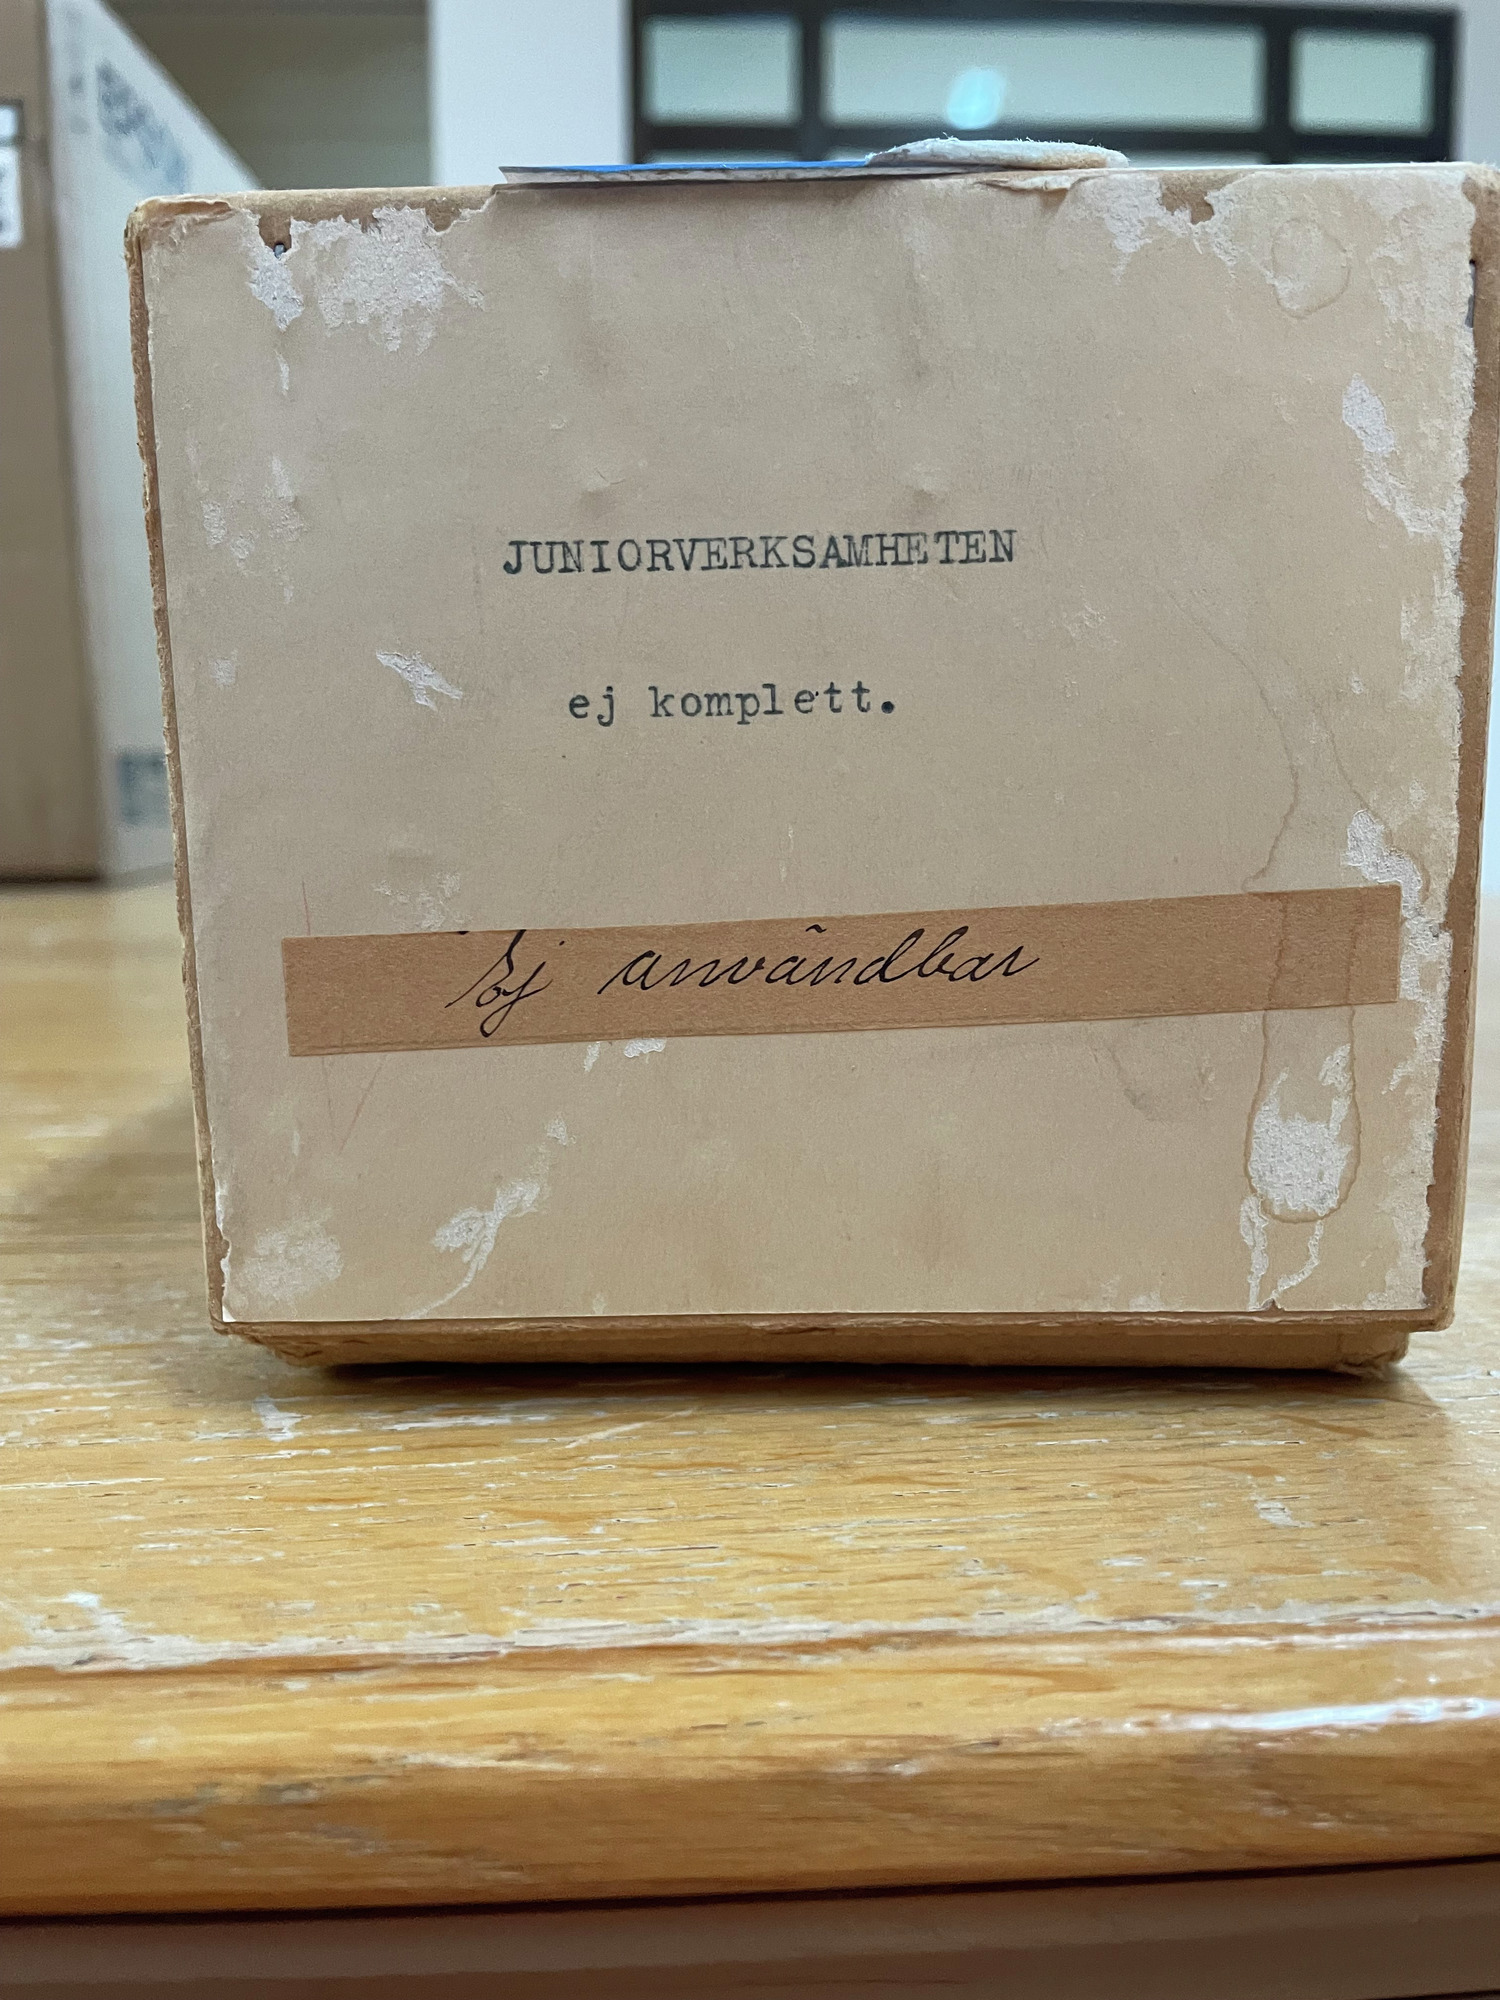 JUNIORVERKSAMHETEN
ej komplett.
Ej användbar